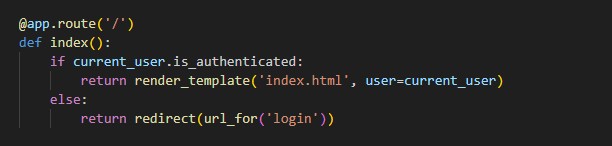 @app.route('/')
def index():
    if current_user.is_authenticated:
        return render_template('index.html', user=current_user)
    else:
        return redirect(url_for('login'))